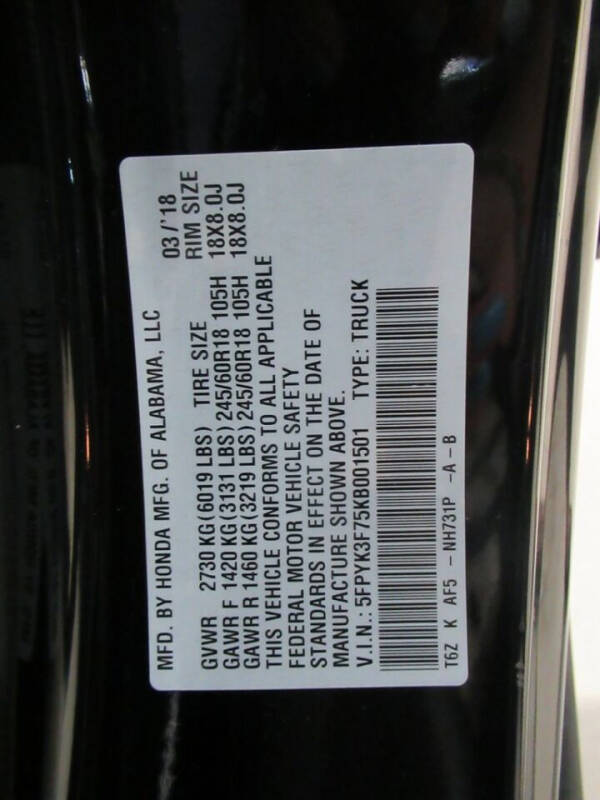 MFD. BY HONDA MFG. OF ALABAMA, LLC 03/'18
GVWR 2730 KG(6019 LBS) TIRE SIZE RIM SIZE
GAWR F 1420 KG(3131 LBS)245/60R18 105H 18X8.0J
GAWR R 1460 KG(3219 LBS)245/60R18 105H 18X8.0J
THIS VEHICLE CONFORMS TO ALL APPLICABLE
FEDERAL MOTOR VEHICLE SAFETY
STANDARDS IN EFFECT ON THE DATE OF
MANUFACTURE SHOWN ABOVE.
V.I.N.: 5FPYK3F75KB001501 TYPE: TRUCK
T6Z K AF5 - NH731P -A-B